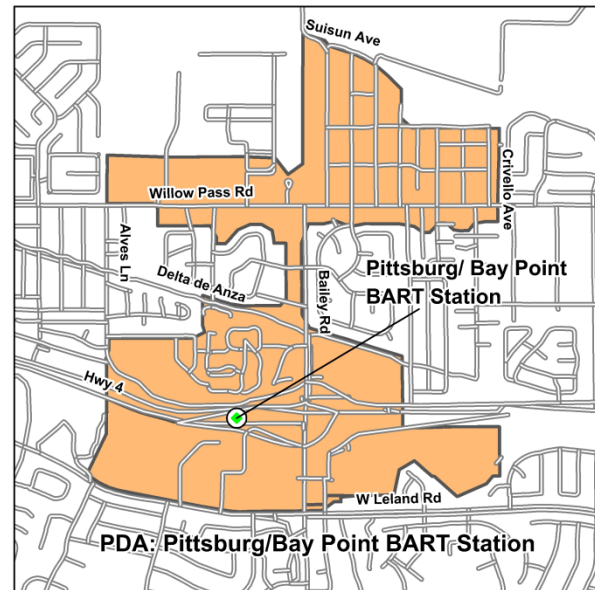 Suisun Ave
Crivello Ave
Willow Pass Rd
Alves Ln
Delta de Anza
Bailey Rd
Pittsburg/ Bay Point
BART Station
Hwy 4
W Leland Rd
PDA: Pittsburg/Bay Point BART Station